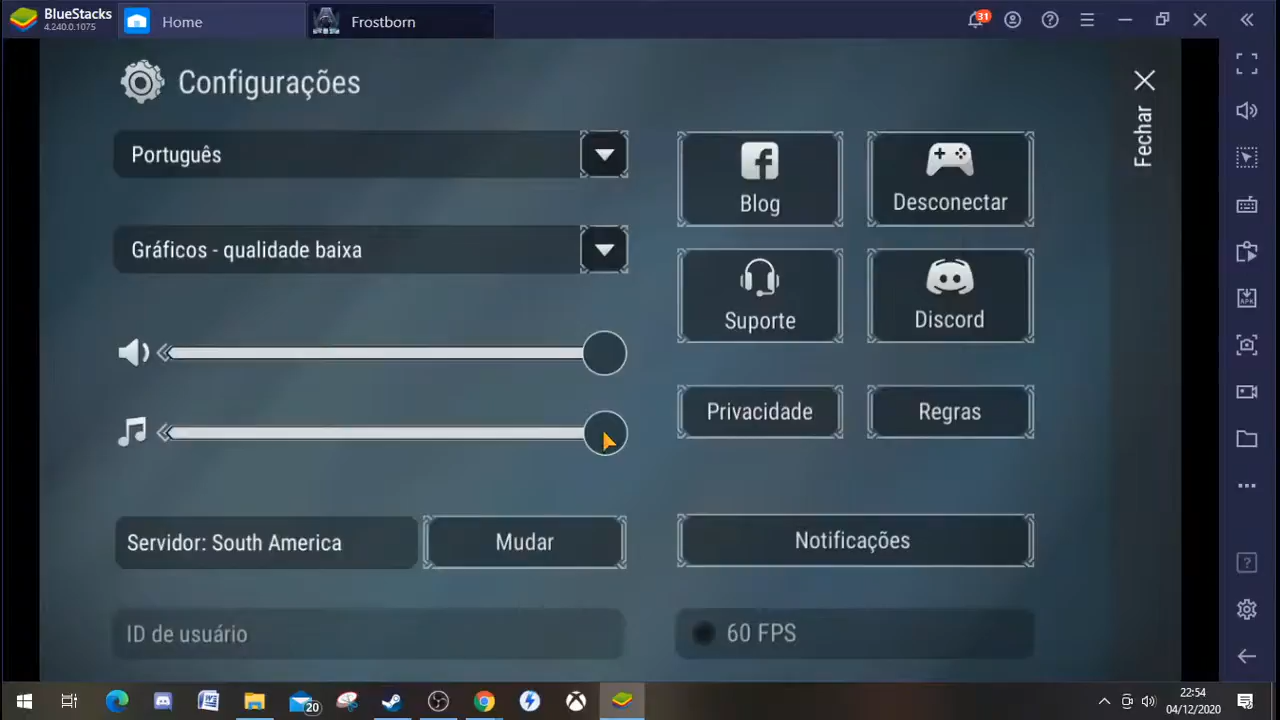 BlueStacks
4.240.0.1075
Home
Frostborn
31
Configurações
Fechar
Português
Gráficos - qualidade baixa
Blog
Desconectar
Suporte
Discord
Privacidade
Regras
Servidor: South America
Mudar
Notificações
ID de usuário
60 FPS
APK
20
22:54
04/12/2020